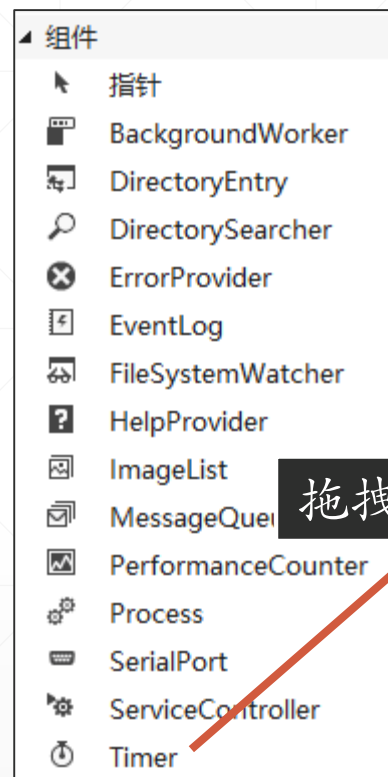 组件
指针
BackgroundWorker
DirectoryEntry
DirectorySearcher
ErrorProvider
EventLog
FileSystemWatcher
HelpProvider
ImageList
拖拽
PerformanceCounter
Process
SerialPort
ServiceController
Timer